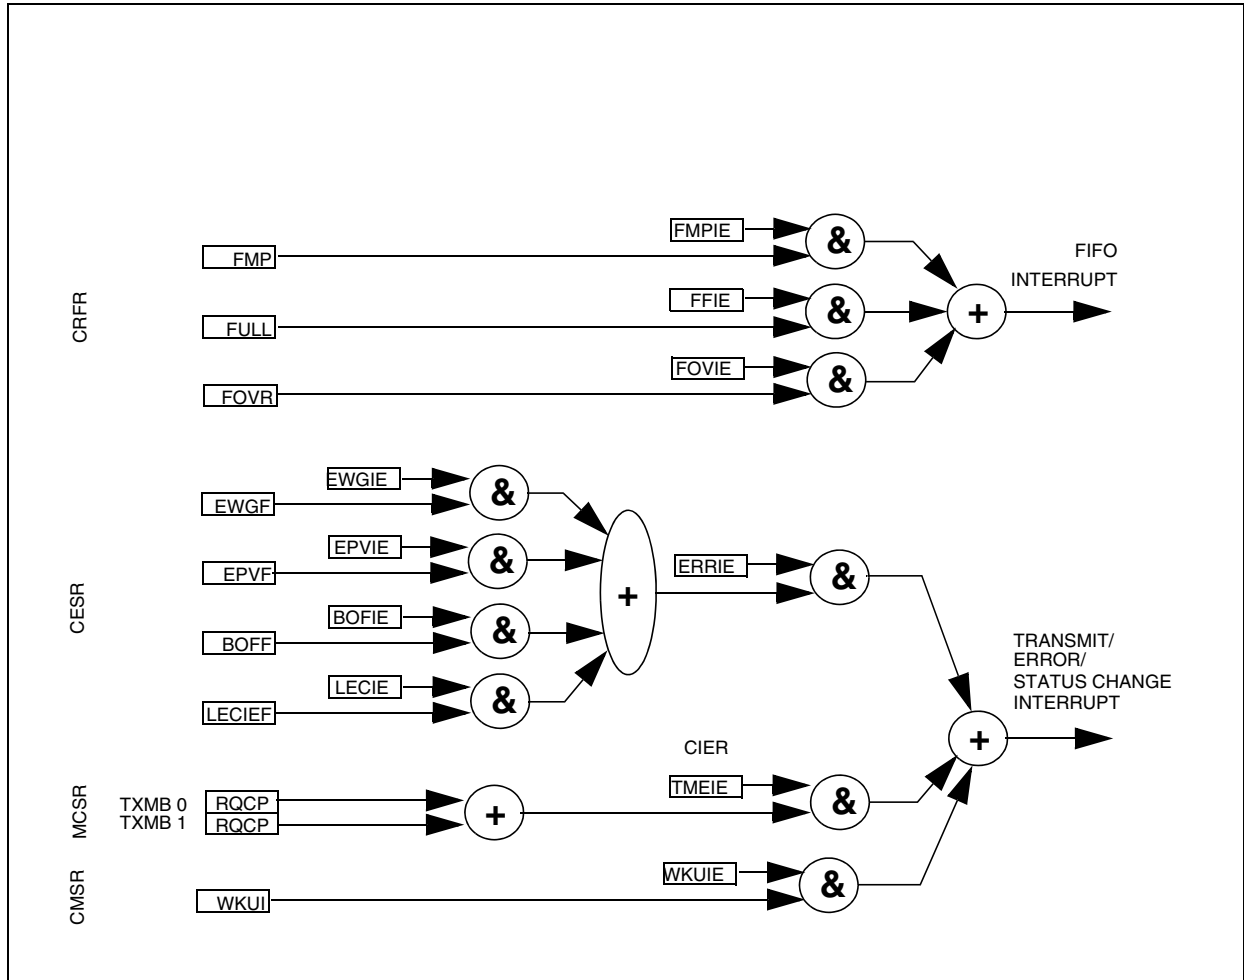 FMPIE
&
FMP
FIFO
INTERRUPT
CRFR
FFIE
&
+
FULL
FOVIE
&
FOVR
EWGIE
&
EWGF
EPVIE
&
EPVF
ERRIE
&
CESR
+
BOFIE
&
BOFF
TRANSMIT/
ERROR/
STATUS CHANGE
INTERRUPT
LECIE
&
LECIEF
+
CIER
MCSR
TXMB 0 RQCP
TXMB 1 RQCP
+
TMEIE
&
CMSR
WKUIE
&
WKUI